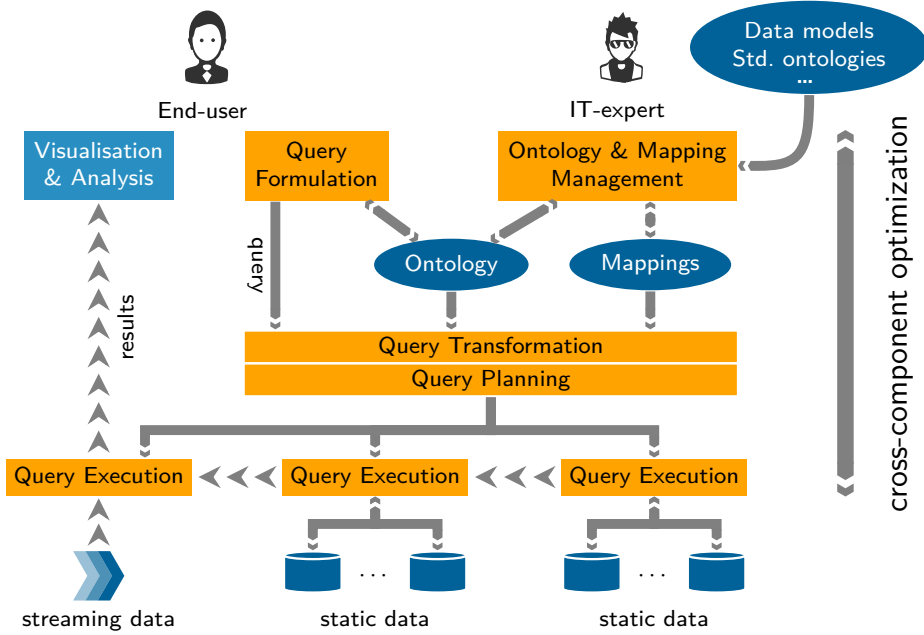 Data models
Std. ontologies
...
End-user
IT-expert
Visualisation
& Analysis
Query
Formulation
Ontology & Mapping
Management
query
Ontology
Mappings
results
Query Transformation
Query Planning
cross-component optimization
Query Execution
Query Execution
Query Execution
...
...
streaming data
static data
static data